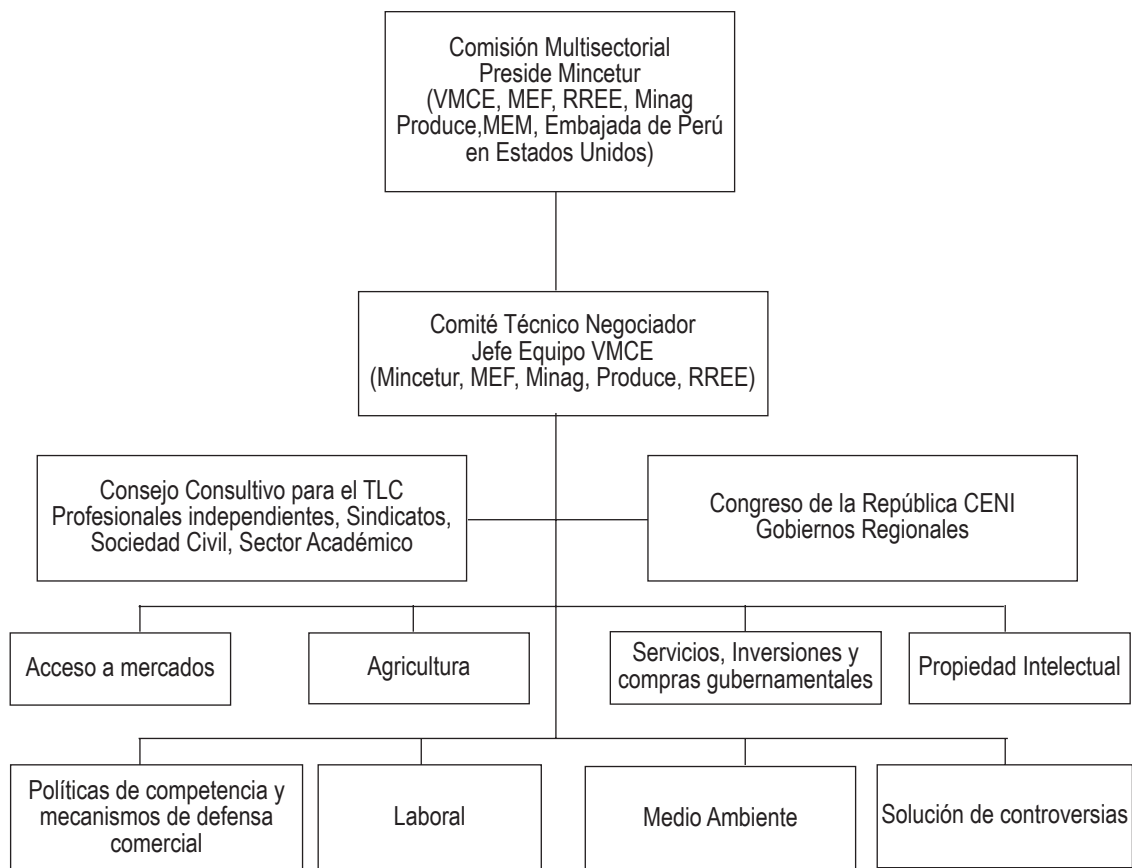 Comisión Multisectorial
Preside Mincetur
(VMCE, MEF, RREE, Minag
Produce,MEM, Embajada de Perú
en Estados Unidos)
Comité Técnico Negociador
Jefe Equipo VMCE
(Mincetur, MEF, Minag, Produce, RREE)
Consejo Consultivo para el TLC
Profesionales independientes, Sindicatos,
Sociedad Civil, Sector Académico
Congreso de la República CENI
Gobiernos Regionales
Acceso a mercados
Agricultura
Servicios, Inversiones y
compras gubernamentales
Propiedad Intelectual
Políticas de competencia y
mecanismos de defensa
comercial
Laboral
Medio Ambiente
Solución de controversias